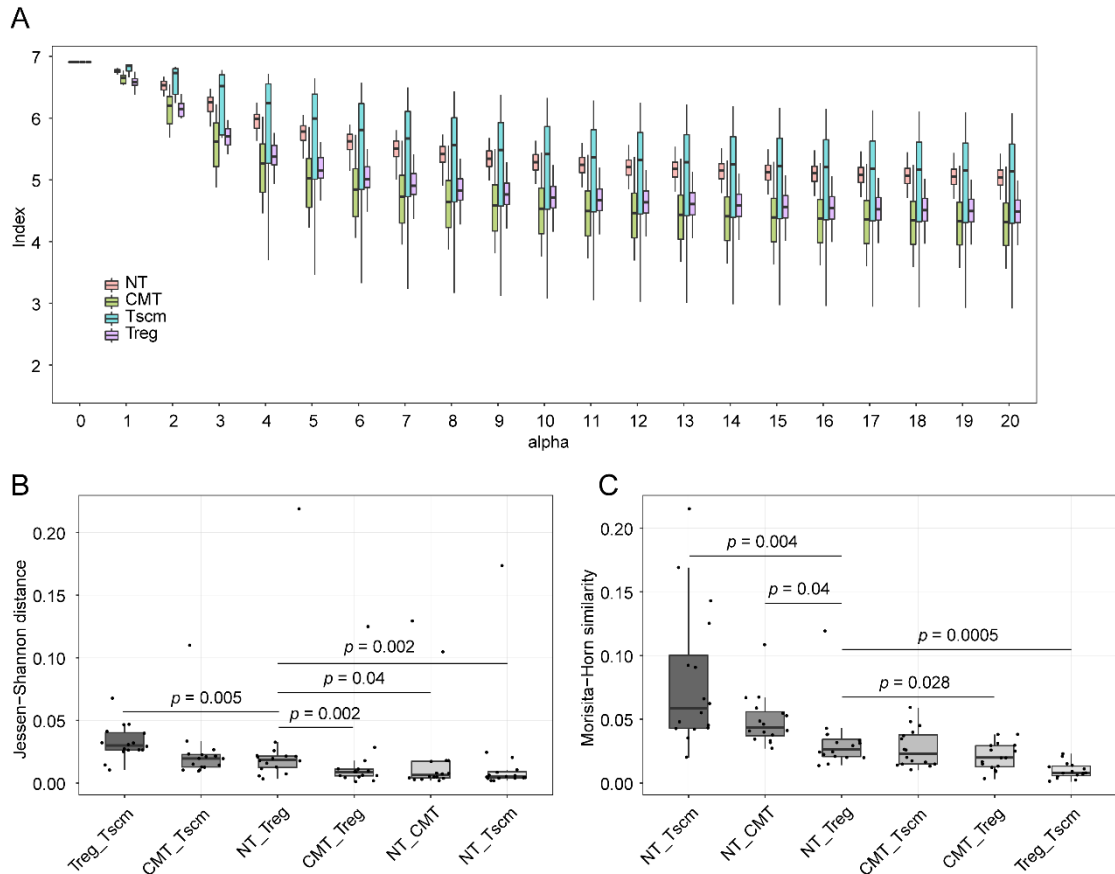 A
7
6
5
4
3
2
Index
NT
CMT
Tscm
Treg
0 1 2 3 4 5 6 7 8 9 10 11 12 13 14 15 16 17 18 19 20
alpha
B
Jessen−Shannon distance
0.20
0.15
0.10
0.05
0.00
p = 0.002
p = 0.04
p = 0.005
p = 0.002
Treg_Tscm
CMT_Tscm
NT_Treg
CMT_Treg
NT_CMT
NT_Tscm
C
Morisita−Horn similarity
0.20
0.15
0.10
0.05
0.00
p = 0.004
p = 0.04
p = 0.0005
p = 0.028
NT_Tscm
NT_CMT
NT_Treg
CMT_Tscm
CMT_Treg
Treg_Tscm